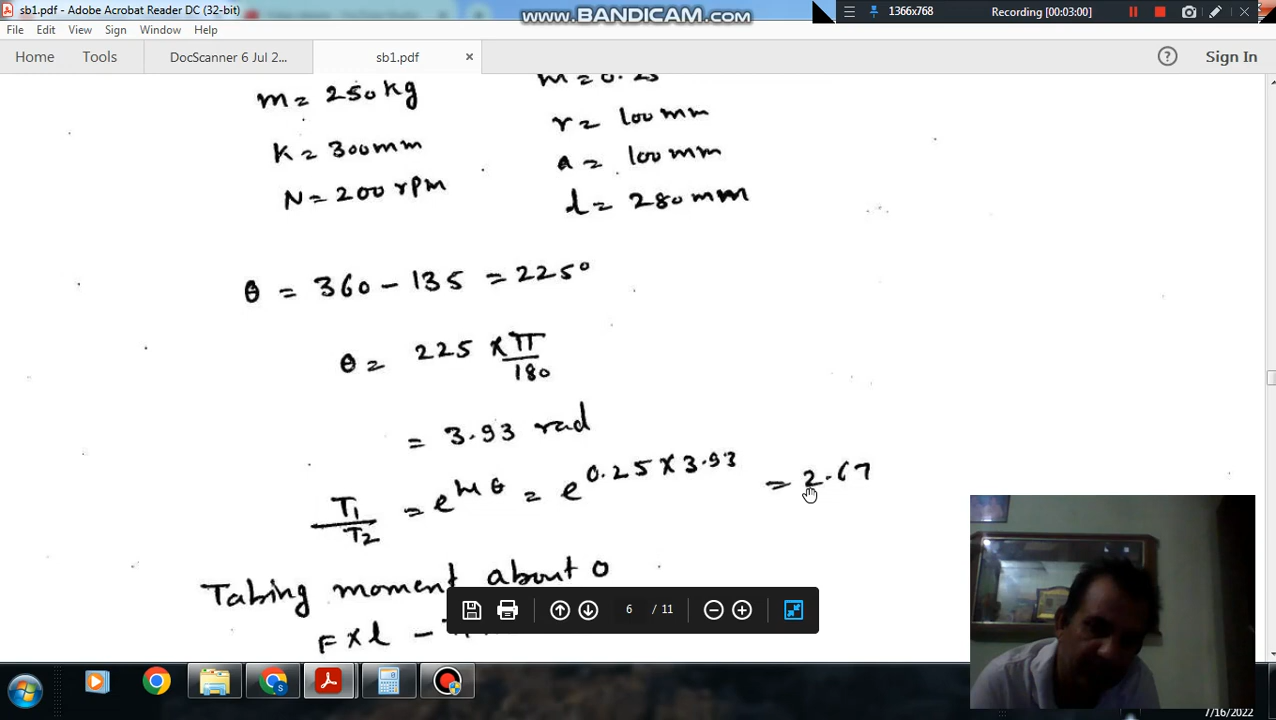 sb1.pdf - Adobe Acrobat Reader DC (32-bit)
www.BANDICAM.com
1366x768
Recording [00:03:00]
File Edit View Sign Window Help
Home Tools DocScanner 6 Jul 2... sb1.pdf × Sign In
m = 250 kg
K = 300mm
N = 200 rpm
r = 100 mm
a = 100 mm
l = 280 mm
θ = 360 - 135 = 225°
θ = 225 × π/180
= 3.93 rad
T1/T2 = e^μθ = e^0.25×3.93 = 2.67
Taking moment about O
F × l -
6 / 11
7/16/2022